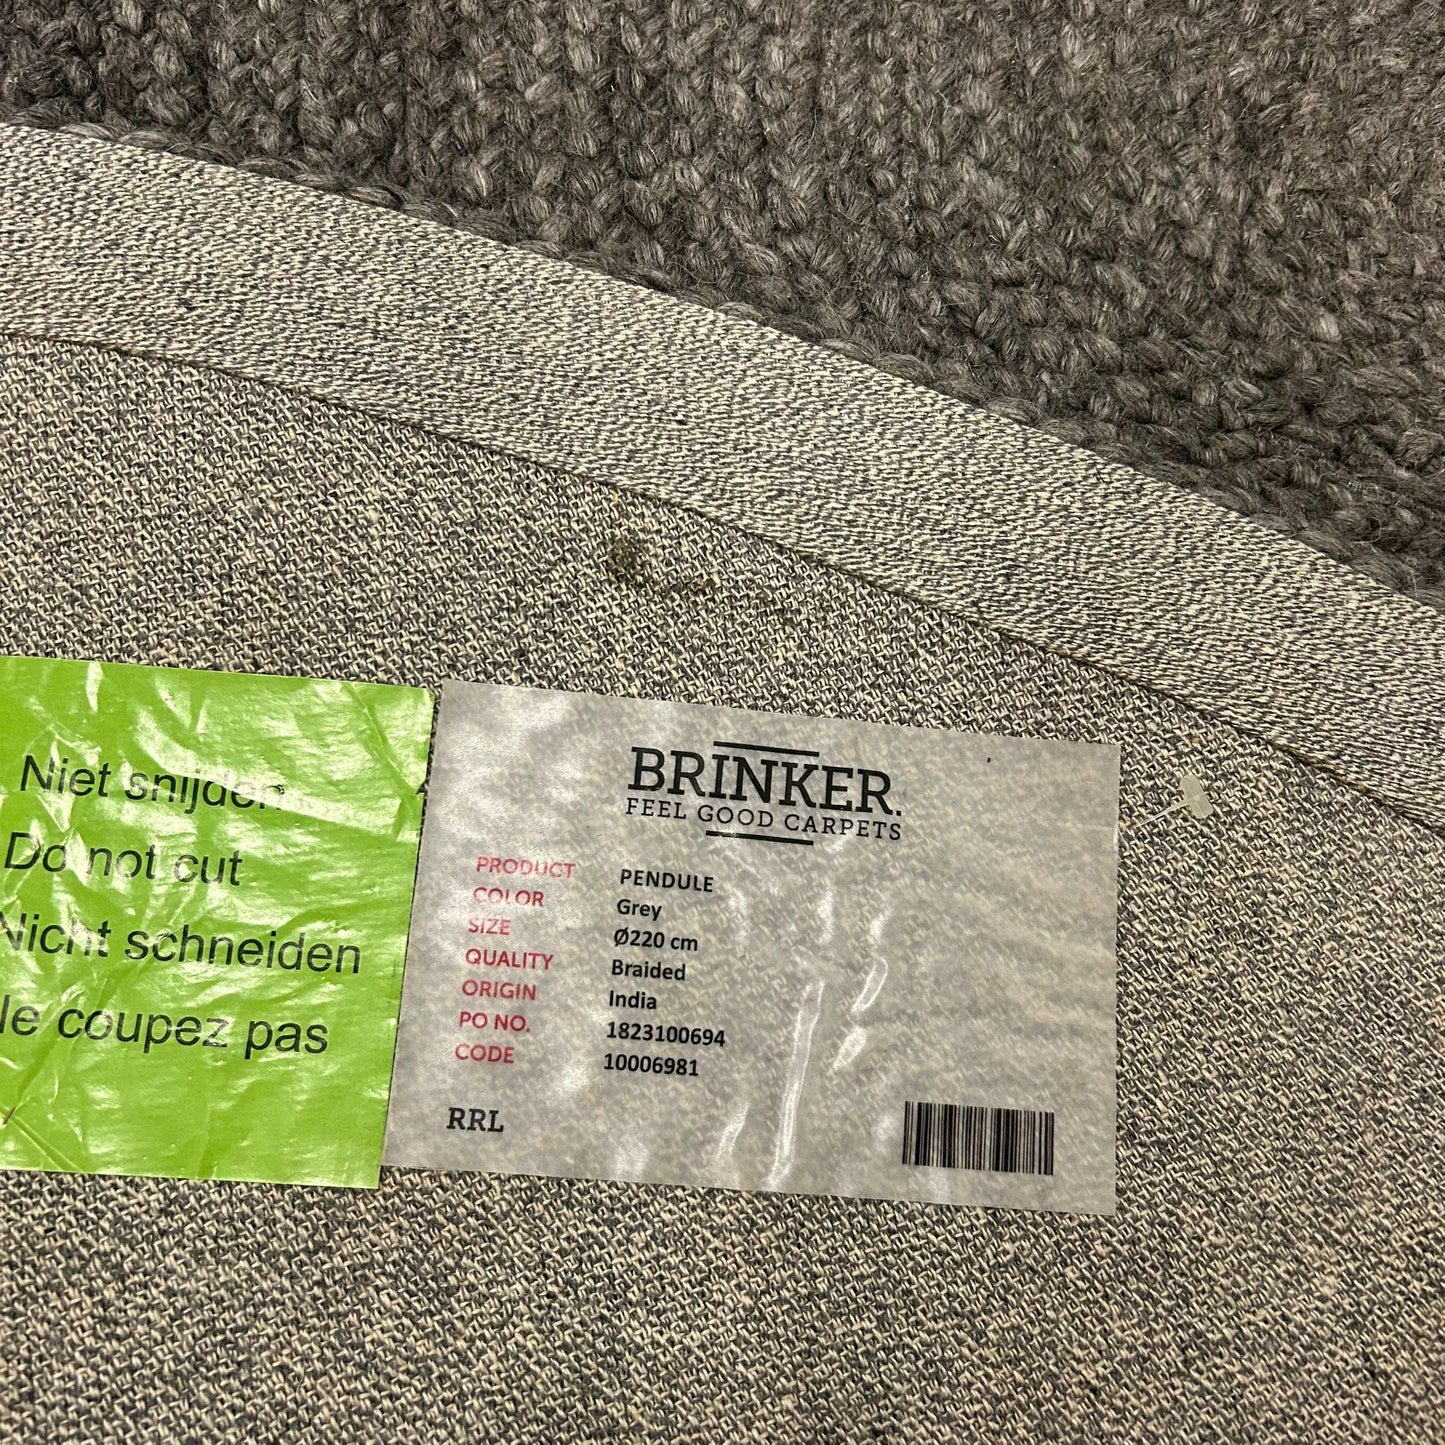 Niet snijden
Do not cut
Nicht schneiden
Ne coupez pas
BRINKER.
FEEL GOOD CARPETS
PRODUCT PENDULE
COLOR Grey
SIZE Ø220 cm
QUALITY Braided
ORIGIN India
PO NO. 1823100694
CODE 10006981
RRL